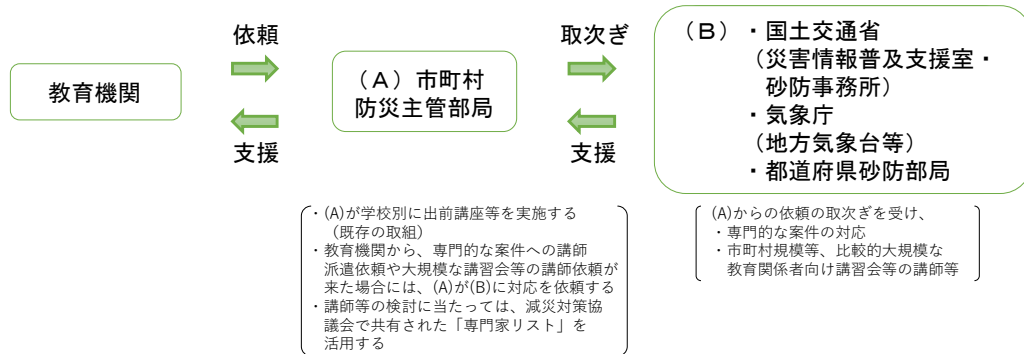 依頼
取次ぎ
教育機関
（A）市町村
防災主管部局
支援
支援
（B）・国土交通省
（災害情報普及支援室・
砂防事務所）
・気象庁
（地方気象台等）
・都道府県砂防部局
・(A)が学校別に出前講座等を実施する
（既存の取組）
・教育機関から、専門的な案件への講師
派遣依頼や大規模な講習会等の講師依頼が
来た場合には、(A)が(B)に対応を依頼する
・講師等の検討に当たっては、減災対策協
議会で共有された「専門家リスト」を
活用する
(A)からの依頼の取次ぎを受け、
・専門的な案件の対応
・市町村規模等、比較的大規模な
教育関係者向け講習会等の講師等